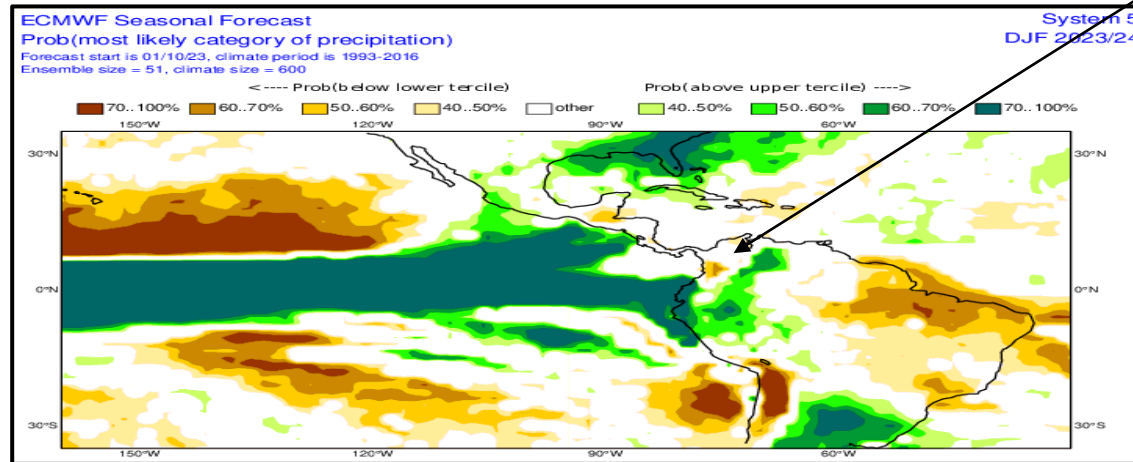 ECMWF Seasonal Forecast System 5
Prob(most likely category of precipitation) DJF 2023/24
Forecast start is 01/10/23, climate period is 1993-2016
Ensemble size = 51, climate size = 600
<---- Prob(below lower tercile) Prob(above upper tercile) ---->
70..100% 60..70% 50..60% 40..50% other 40..50% 50..60% 60..70% 70..100%
150°W 120°W 90°W 60°W
30°N 30°N
0°N 0°N
30°S 30°S
150°W 120°W 90°W 60°W